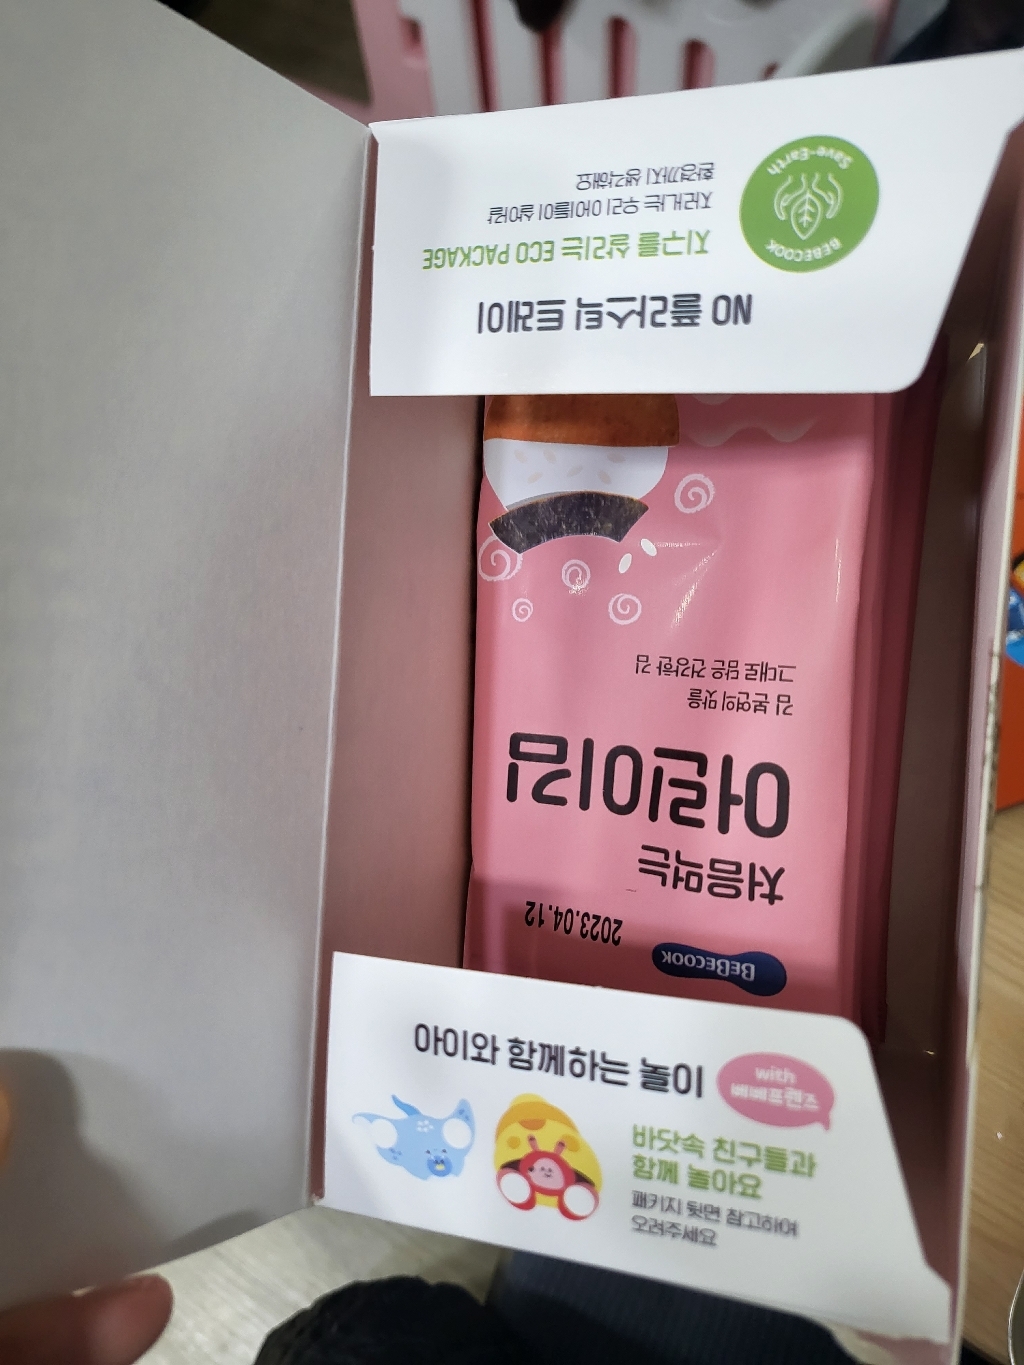 NO 플라스틱 트레이
지구를 살리는 ECO PACKAGE
자라나는 우리 아이들이 살아갈
환경까지 생각해요
BEBECOOK
Save-Earth
BEBECOOK
2023.04.12
처음먹는
어린이김
김 본연의 맛을
그대로 담은 건강한 김
아이와 함께하는 놀이
with
베베프렌즈
바닷속 친구들과
함께 놀아요
패키지 뒷면 참고하여
오려주세요